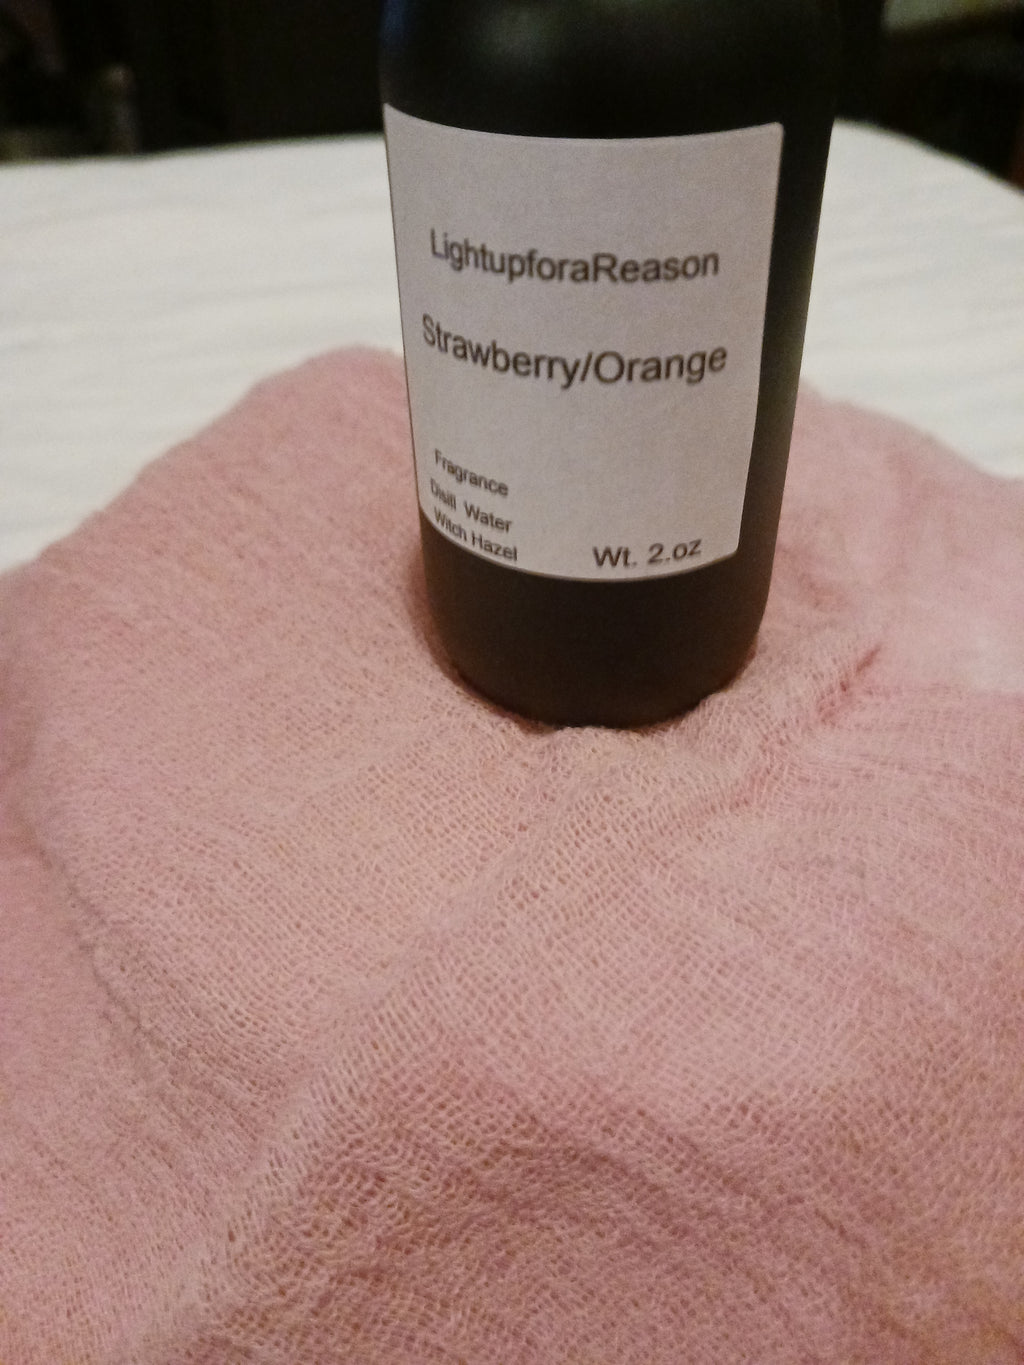 LightupforaReason
Strawberry/Orange
Fragrance
Distill Water
Witch Hazel
Wt. 2.oz